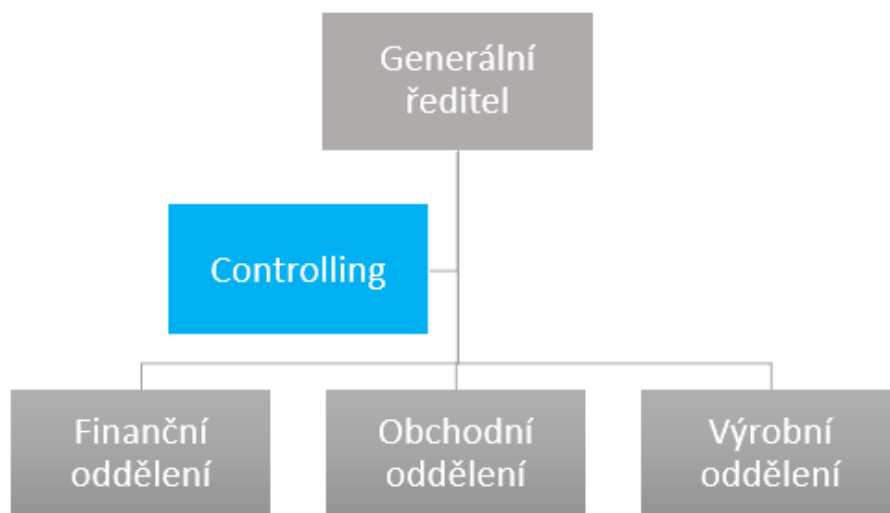 Generální
ředitel
Controlling
Finanční
oddělení
Obchodní
oddělení
Výrobní
oddělení